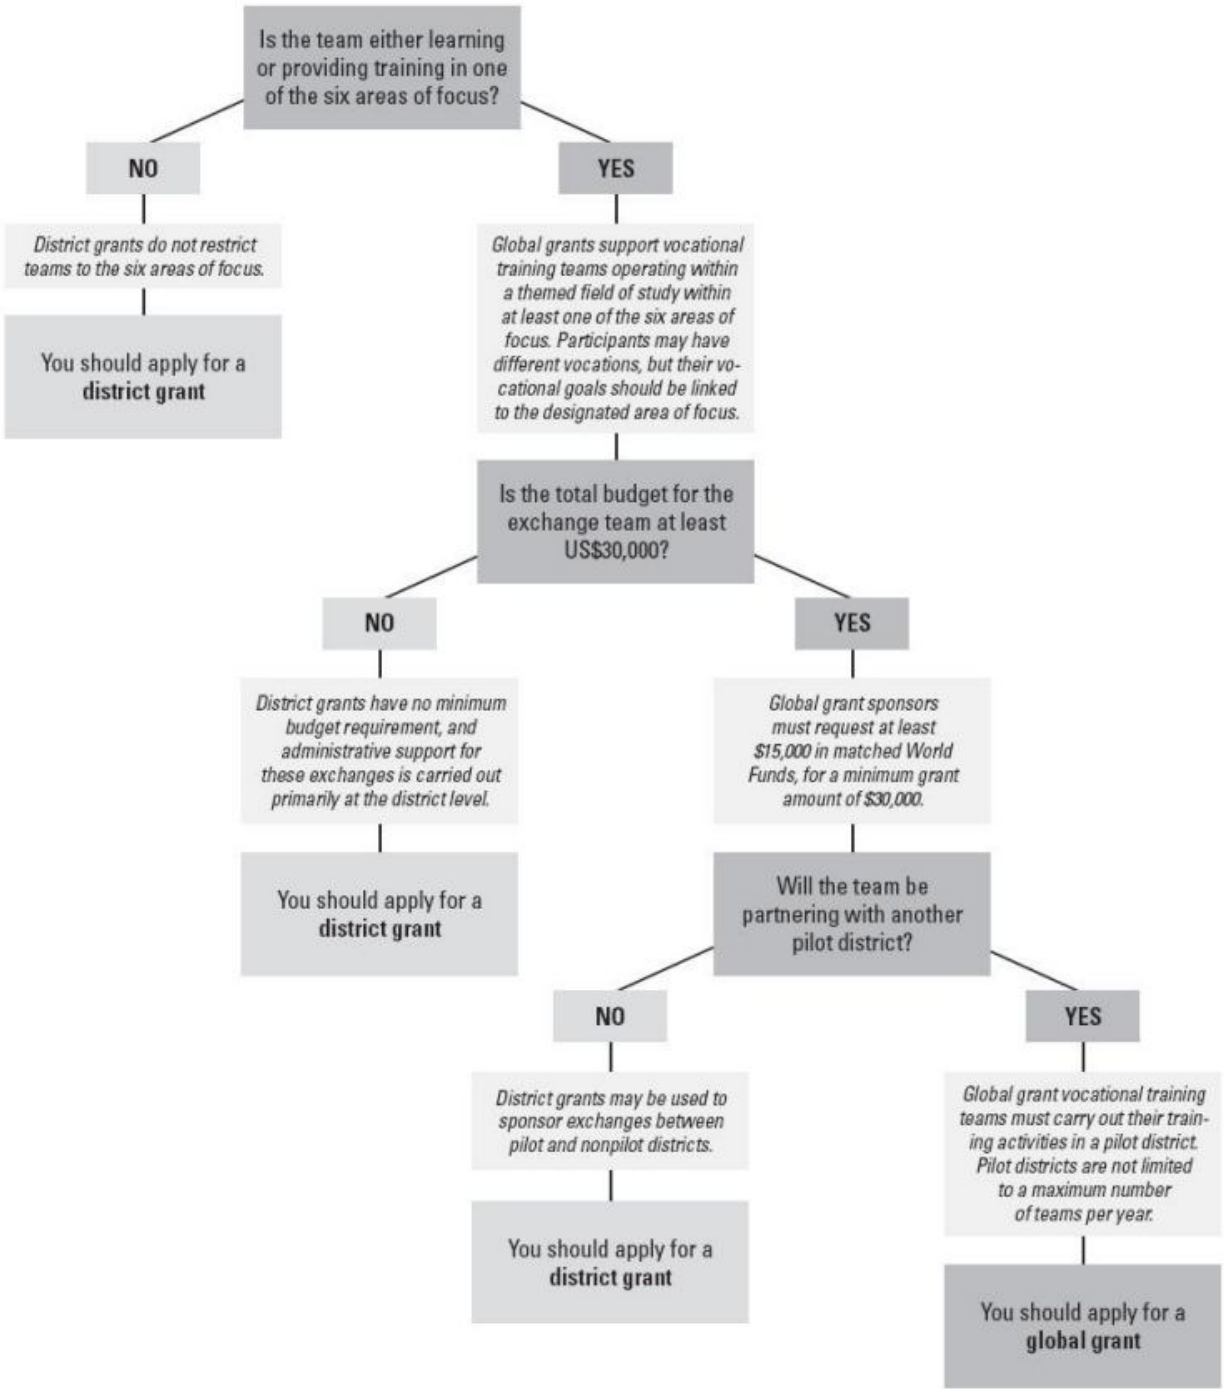 Is the team either learning
or providing training in one
of the six areas of focus?
NO
YES
District grants do not restrict
teams to the six areas of focus.
You should apply for a
district grant
Global grants support vocational
training teams operating within
a themed field of study within
at least one of the six areas of
focus. Participants may have
different vocations, but their vo-
cational goals should be linked
to the designated area of focus.
Is the total budget for the
exchange team at least
US$30,000?
NO
YES
District grants have no minimum
budget requirement, and
administrative support for
these exchanges is carried out
primarily at the district level.
You should apply for a
district grant
Global grant sponsors
must request at least
$15,000 in matched World
Funds, for a minimum grant
amount of $30,000.
Will the team be
partnering with another
pilot district?
NO
YES
District grants may be used to
sponsor exchanges between
pilot and nonpilot districts.
You should apply for a
district grant
Global grant vocational training
teams must carry out their train-
ing activities in a pilot district.
Pilot districts are not limited
to a maximum number
of teams per year.
You should apply for a
global grant